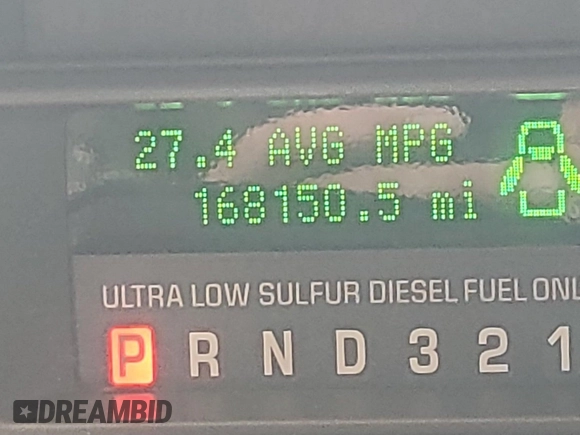 27.4 AVG MPG
168150.5 mi
ULTRA LOW SULFUR DIESEL FUEL ONL
P R N D 3 2 1
DREAMBID